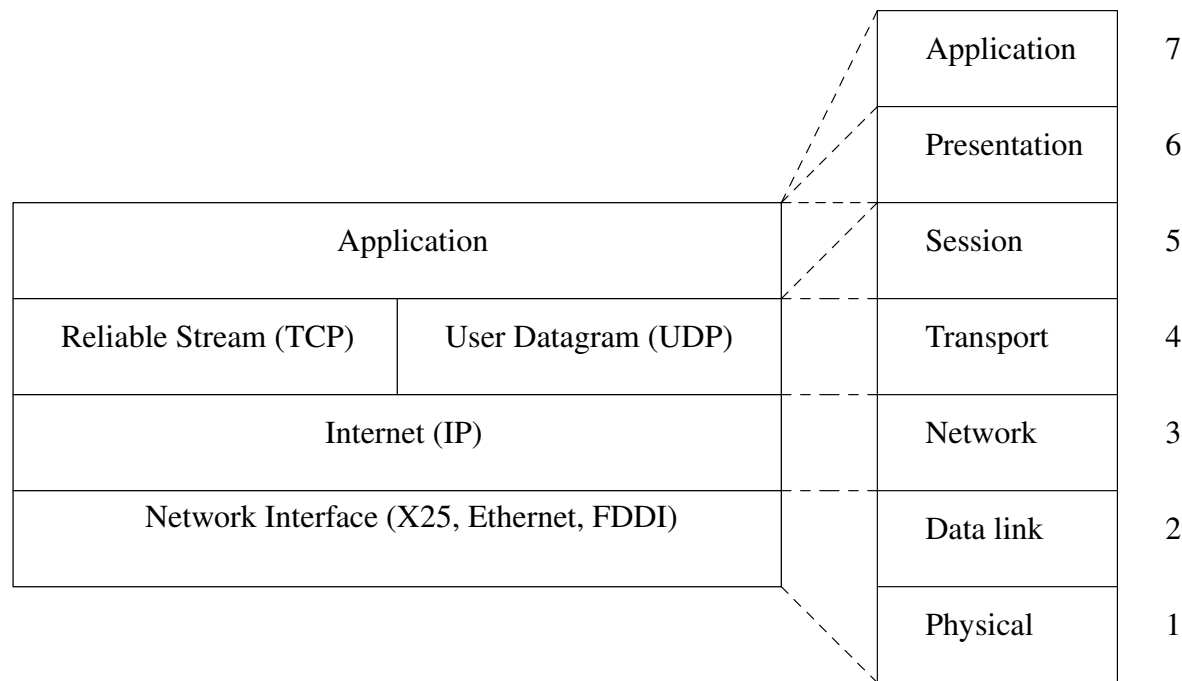 Application 7
Presentation 6
Application
Session 5
Reliable Stream (TCP) User Datagram (UDP)
Transport 4
Internet (IP)
Network 3
Network Interface (X25, Ethernet, FDDI)
Data link 2
Physical 1